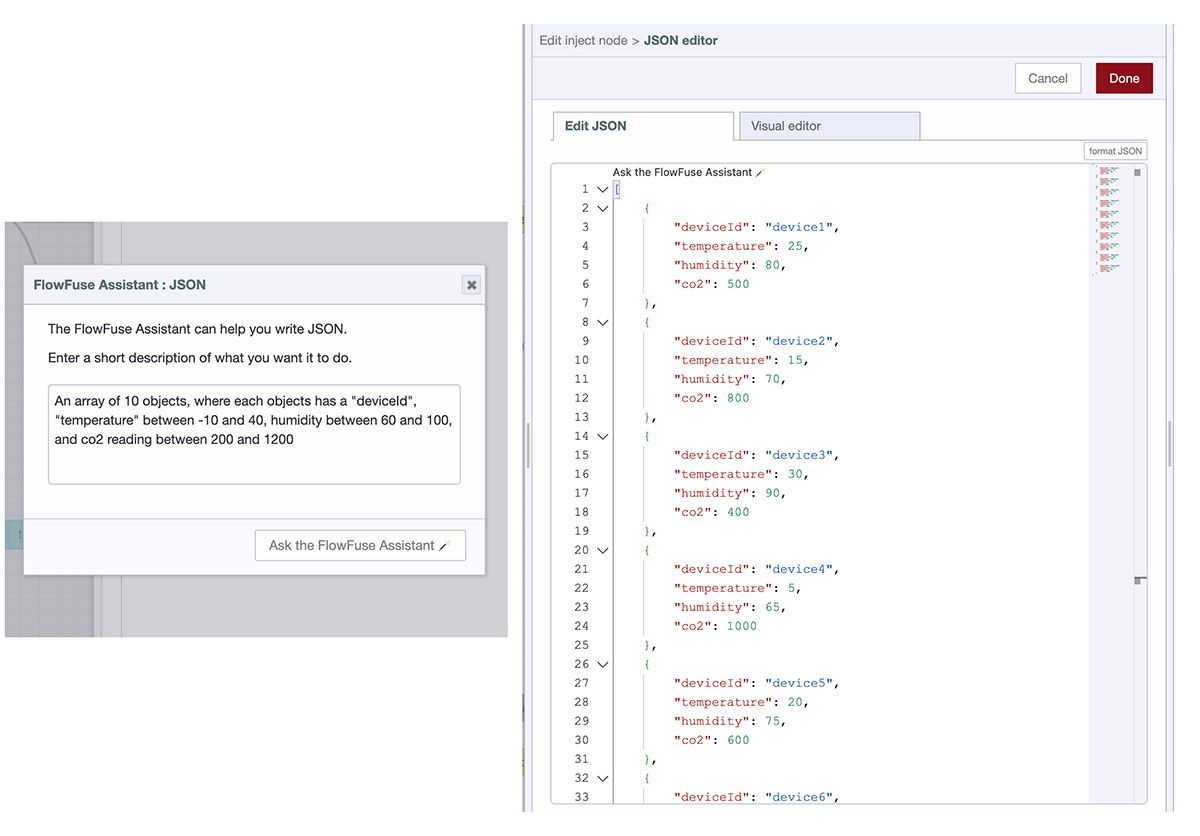 FlowFuse Assistant : JSON
The FlowFuse Assistant can help you write JSON.
Enter a short description of what you want it to do.
An array of 10 objects, where each objects has a "deviceId",
"temperature" between -10 and 40, humidity between 60 and 100,
and co2 reading between 200 and 1200
Ask the FlowFuse Assistant
Edit inject node > JSON editor
Cancel
Done
Edit JSON
Visual editor
format JSON
Ask the FlowFuse Assistant
1 [
2 {
3 "deviceId": "device1",
4 "temperature": 25,
5 "humidity": 80,
6 "co2": 500
7 },
8 {
9 "deviceId": "device2",
10 "temperature": 15,
11 "humidity": 70,
12 "co2": 800
13 },
14 {
15 "deviceId": "device3",
16 "temperature": 30,
17 "humidity": 90,
18 "co2": 400
19 },
20 {
21 "deviceId": "device4",
22 "temperature": 5,
23 "humidity": 65,
24 "co2": 1000
25 },
26 {
27 "deviceId": "device5",
28 "temperature": 20,
29 "humidity": 75,
30 "co2": 600
31 },
32 {
33 "deviceId": "device6",